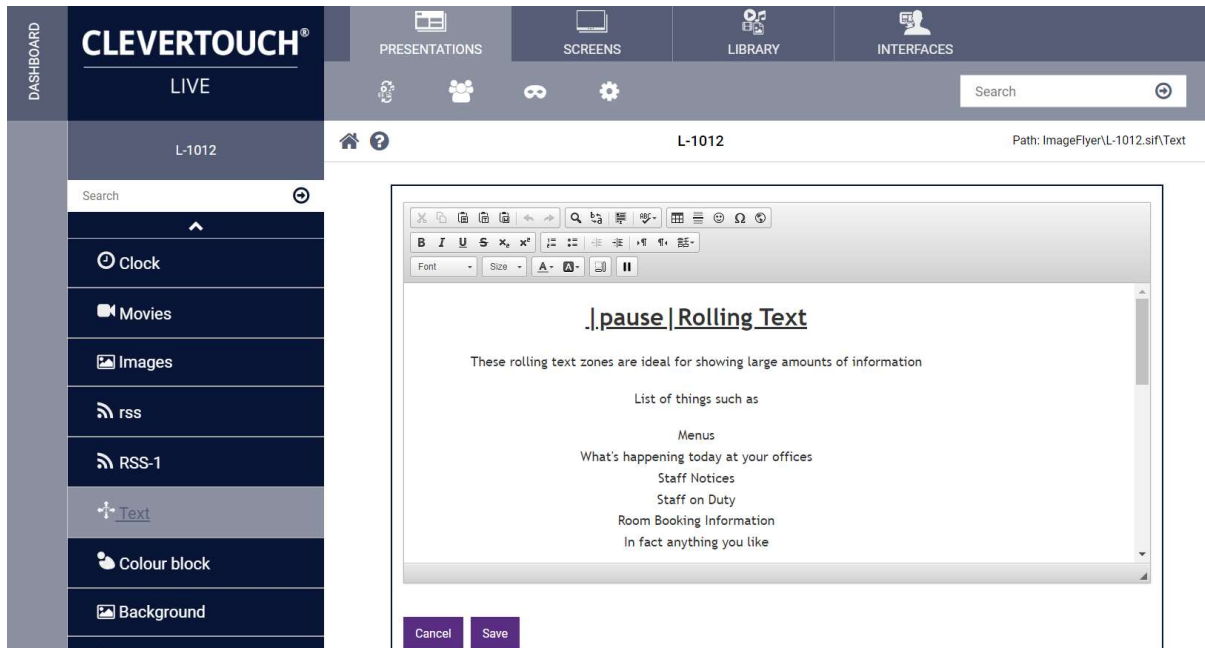 DASHBOARD
CLEVERTOUCH®
LIVE
PRESENTATIONS
SCREENS
LIBRARY
INTERFACES
Search
L-1012
L-1012
Path: ImageFlyer\L-1012.sif\Text
Search
Clock
Movies
Images
rss
RSS-1
Text
Colour block
Background
B I U S x₂ x²
Font
Size
A
A
|pause|Rolling Text
These rolling text zones are ideal for showing large amounts of information
List of things such as
Menus
What's happening today at your offices
Staff Notices
Staff on Duty
Room Booking Information
In fact anything you like
Cancel
Save